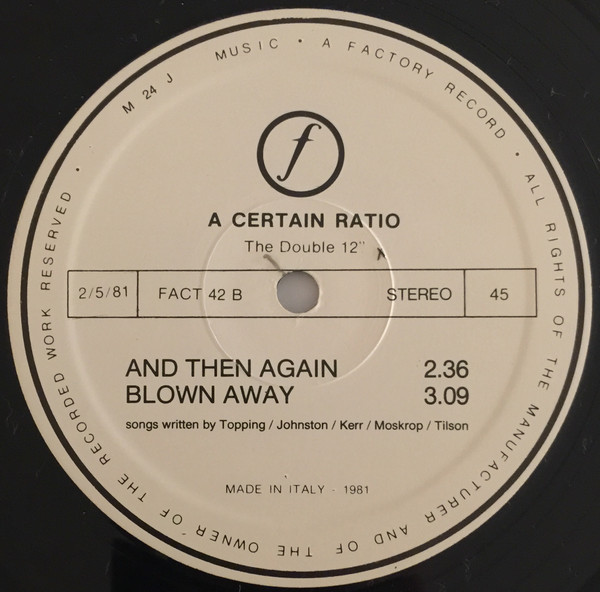 M 24 J MUSIC · A FACTORY RECORD · ALL RIGHTS OF THE MANUFACTURER AND OF THE OWNER OF THE RECORDED WORK RESERVED ·
f
A CERTAIN RATIO
The Double 12"
2/5/81 FACT 42 B STEREO 45
AND THEN AGAIN 2.36
BLOWN AWAY 3.09
songs written by Topping / Johnston / Kerr / Moskrop / Tilson
MADE IN ITALY · 1981